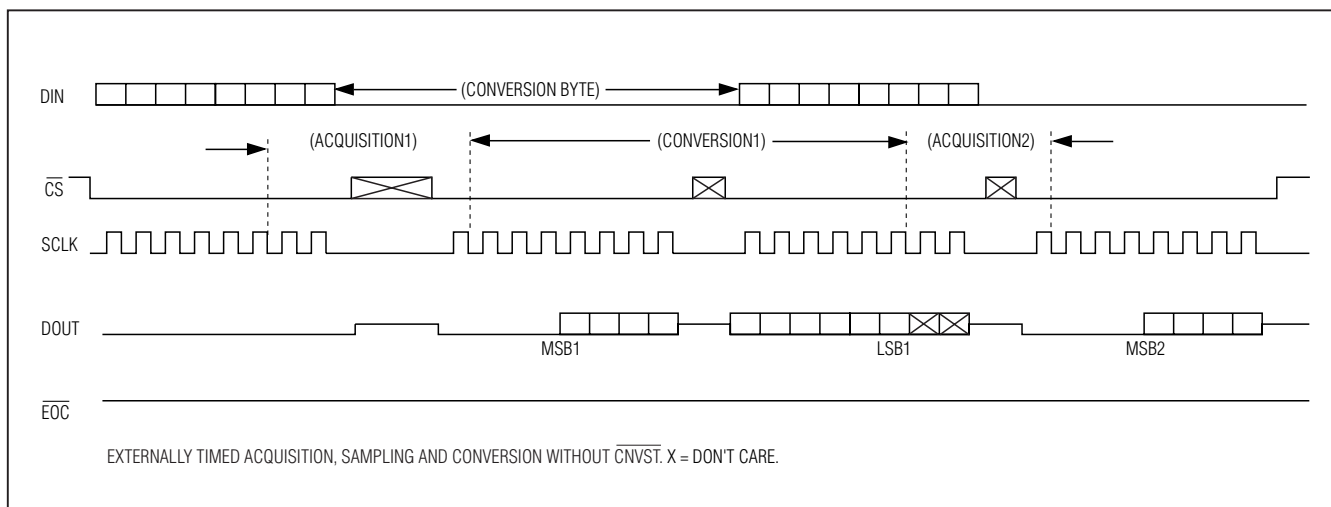 DIN
(CONVERSION BYTE)
(ACQUISITION1)
(CONVERSION1)
(ACQUISITION2)
CS
SCLK
DOUT
MSB1
LSB1
MSB2
EOC
EXTERNALLY TIMED ACQUISITION, SAMPLING AND CONVERSION WITHOUT CNVST. X = DON'T CARE.